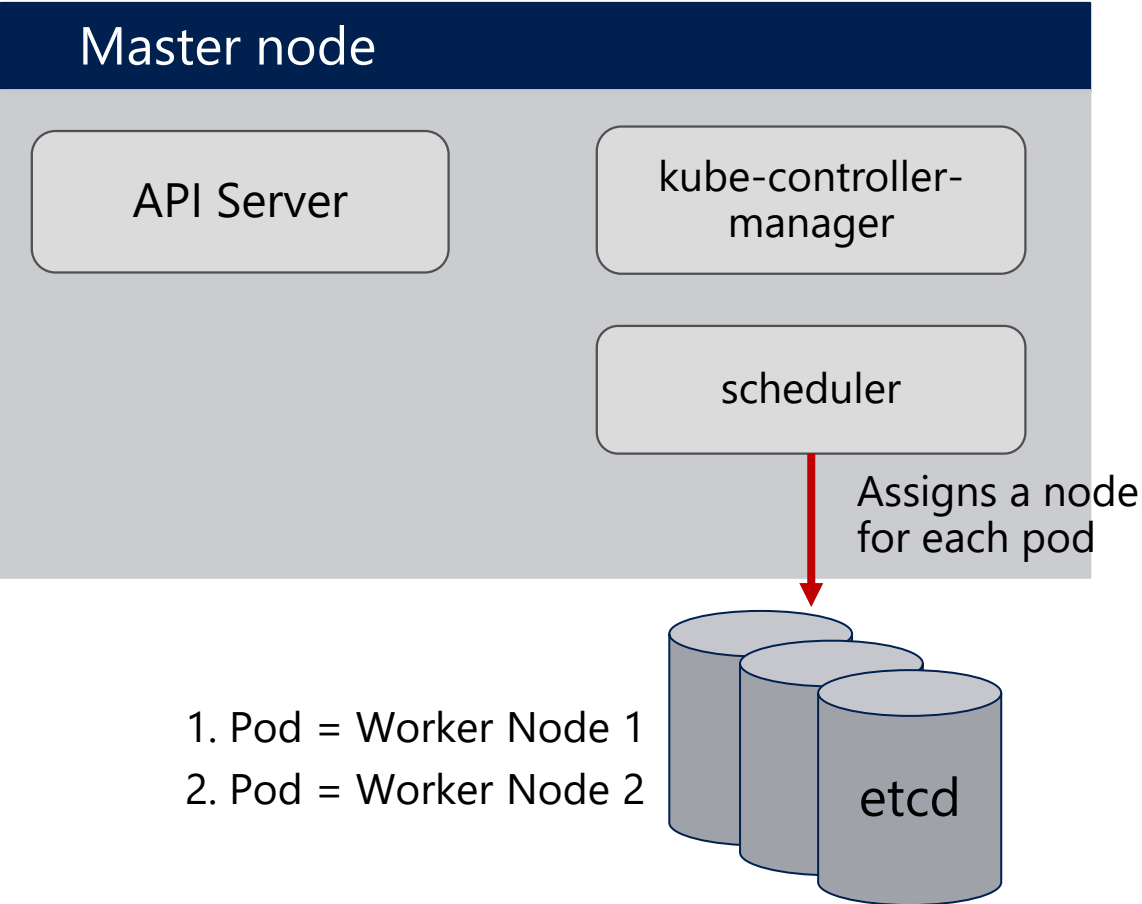 Master node
API Server
kube-controller-
manager
scheduler
Assigns a node
for each pod
1. Pod = Worker Node 1
2. Pod = Worker Node 2
etcd